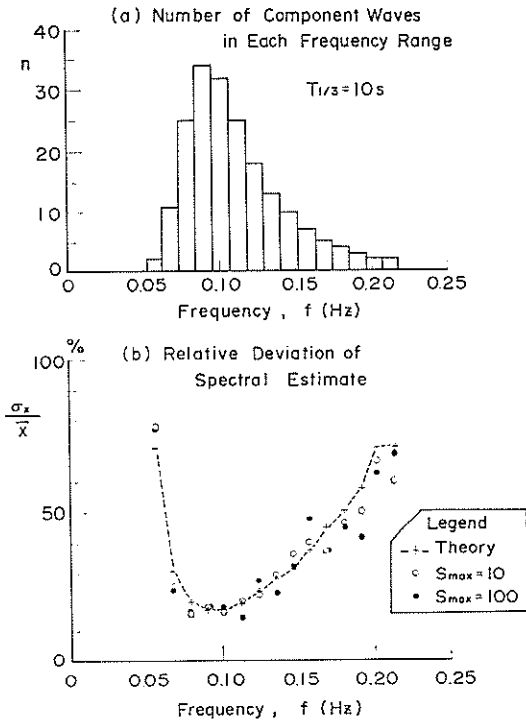 (a) Number of Component Waves
in Each Frequency Range
40
n
T1/3 = 10s
30
20
10
0
0 0.05 0.10 0.15 0.20 0.25
Frequency , f (Hz)
(b) Relative Deviation of
Spectral Estimate
100
%
σx
x̄
50
0
Legend
-+- Theory
○ Smax = 10
● Smax = 100
0 0.05 0.10 0.15 0.20 0.25
Frequency , f (Hz)